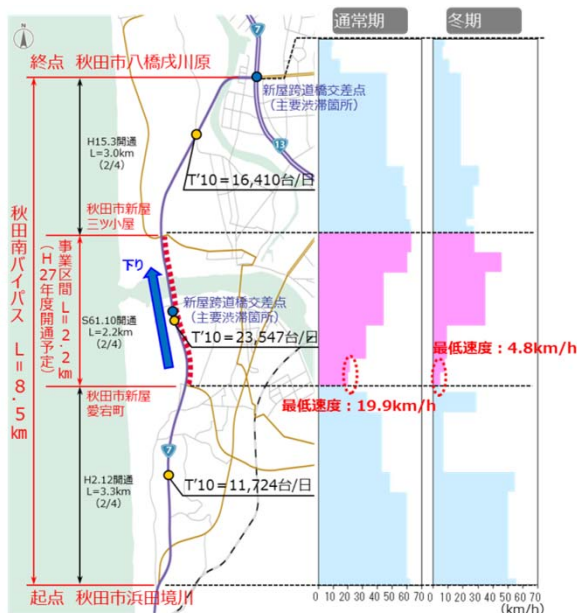 通常期
冬期
N
終点 秋田市八橋戌川原
7
新屋跨道橋交差点
(主要渋滞箇所)
13
H15.3開通
L=3.0km
(2/4)
T'10=16,410台/日
秋田市新屋
三ツ小屋
秋田南バイパス L=8.5km
事業区間 L=2.2km
(H27年度開通予定)
下り
S61.10開通
L=2.2km
(2/4)
新屋跨道橋交差点
(主要渋滞箇所)
T'10=23,547台/日
最低速度:4.8km/h
最低速度:19.9km/h
秋田市新屋
愛宕町
7
H2.12開通
L=3.3km
(2/4)
T'10=11,724台/日
起点 秋田市浜田境川
0 10 20 30 40 50 60 70
0 10 20 30 40 50 60 70
(km/h)